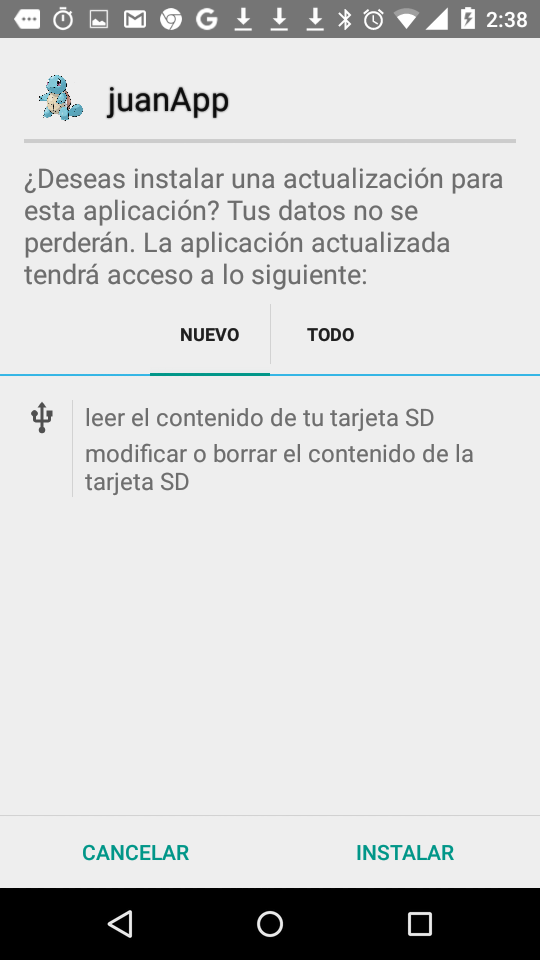 2:38
juanApp
¿Deseas instalar una actualización para
esta aplicación? Tus datos no se
perderán. La aplicación actualizada
tendrá acceso a lo siguiente:
NUEVO
TODO
leer el contenido de tu tarjeta SD
modificar o borrar el contenido de la
tarjeta SD
CANCELAR
INSTALAR